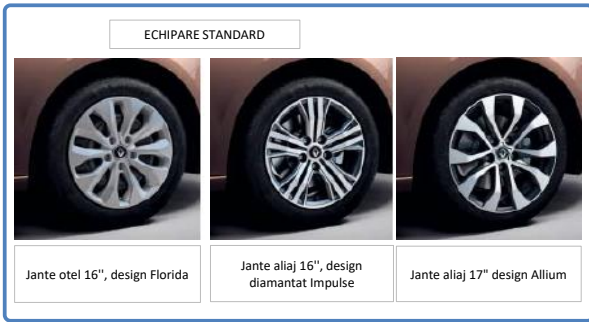 ECHIPARE STANDARD
Jante otel 16'', design Florida
Jante aliaj 16'', design
diamantat Impulse
Jante aliaj 17" design Allium